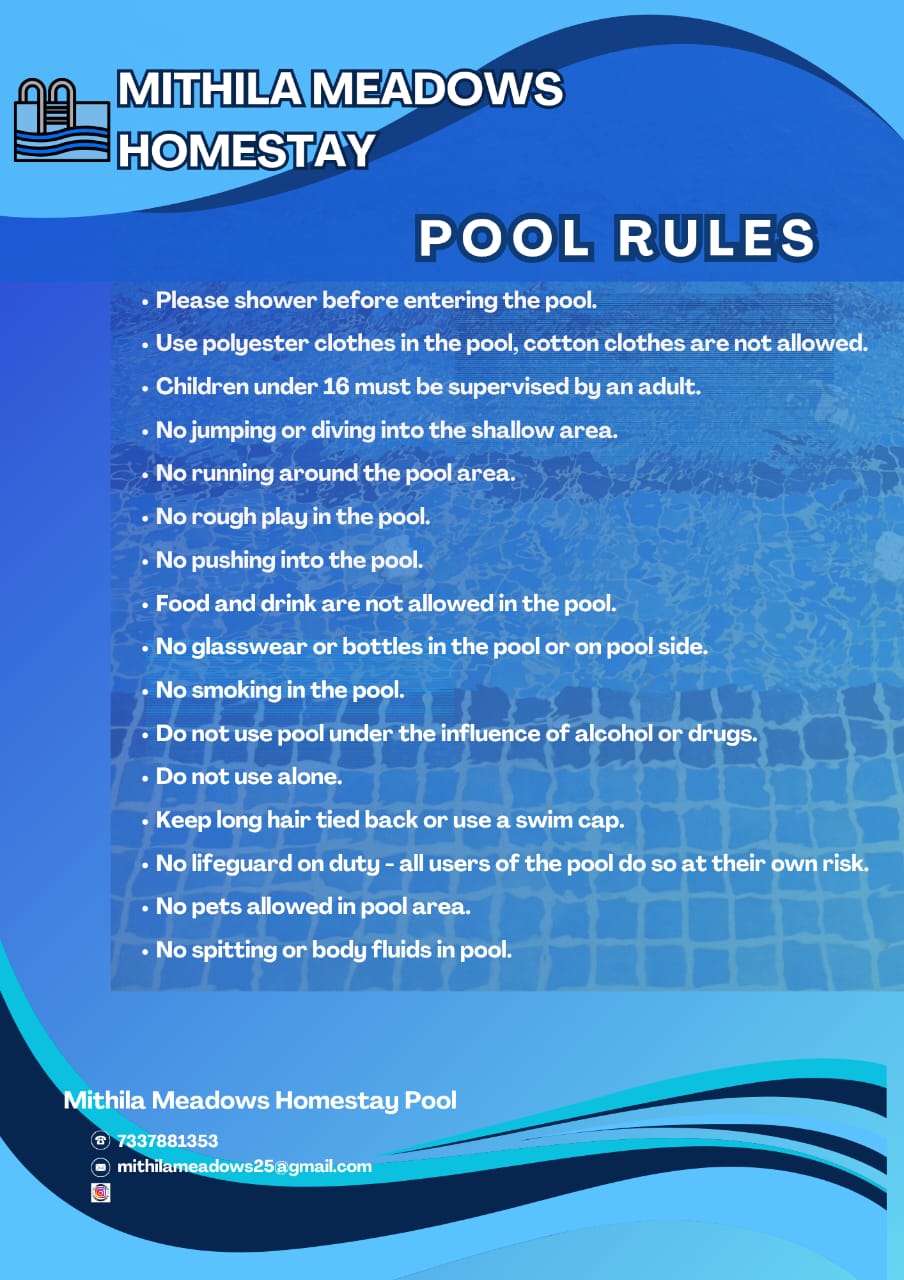 MITHILA MEADOWS
HOMESTAY
POOL RULES
• Please shower before entering the pool.
• Use polyester clothes in the pool, cotton clothes are not allowed.
• Children under 16 must be supervised by an adult.
• No jumping or diving into the shallow area.
• No running around the pool area.
• No rough play in the pool.
• No pushing into the pool.
• Food and drink are not allowed in the pool.
• No glasswear or bottles in the pool or on pool side.
• No smoking in the pool.
• Do not use pool under the influence of alcohol or drugs.
• Do not use alone.
• Keep long hair tied back or use a swim cap.
• No lifeguard on duty - all users of the pool do so at their own risk.
• No pets allowed in pool area.
• No spitting or body fluids in pool.
Mithila Meadows Homestay Pool
7337881353
mithilameadows25@gmail.com